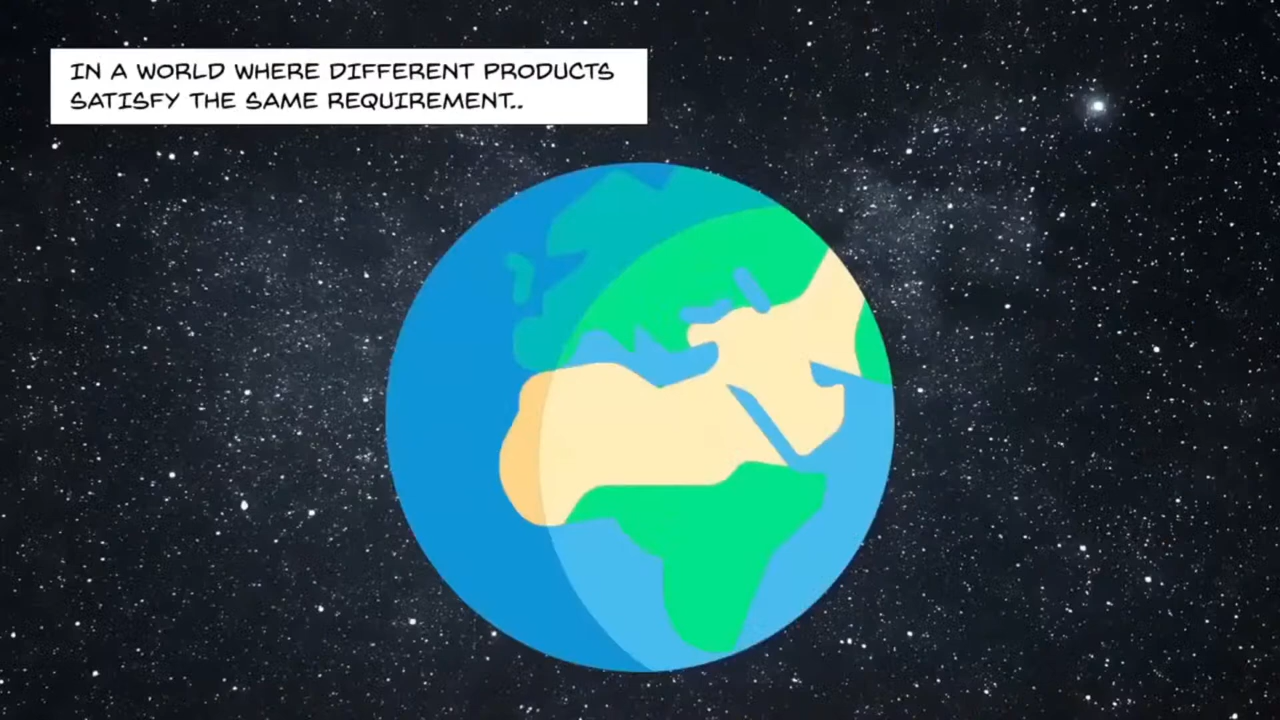 IN A WORLD WHERE DIFFERENT PRODUCTS
SATISFY THE SAME REQUIREMENT..